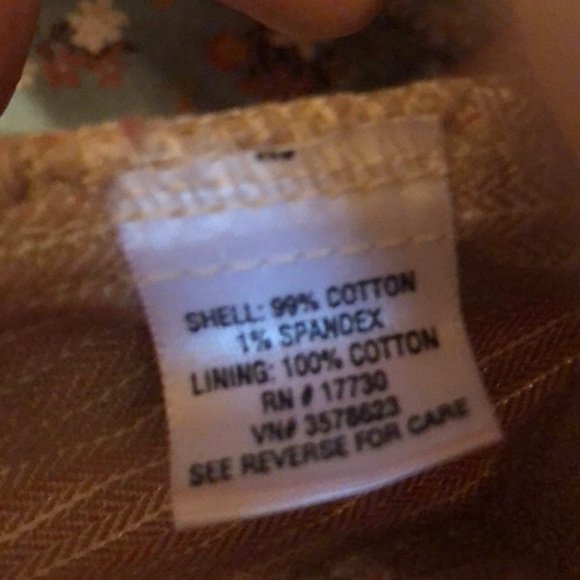 SHELL: 99% COTTON
1% SPANDEX
LINING: 100% COTTON
RN # 17730
VN# 3578623
SEE REVERSE FOR CARE